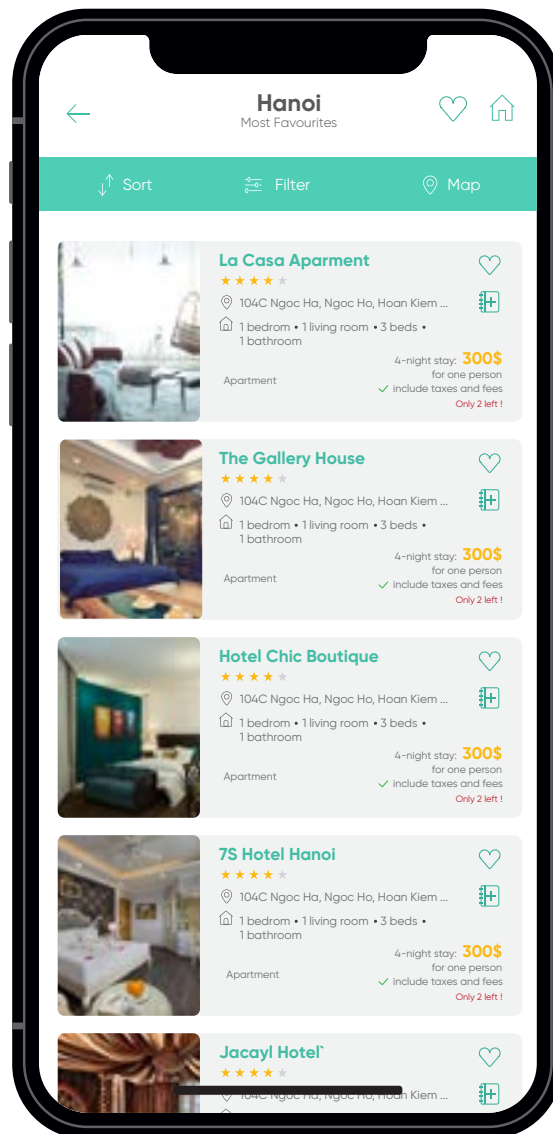 Hanoi
Most Favourites
Sort
Filter
Map
La Casa Aparment
104C Ngoc Ha, Ngoc Ho, Hoan Kiem ...
1 bedrom • 1 living room • 3 beds •
1 bathroom
4-night stay: 300$
for one person
Apartment
include taxes and fees
Only 2 left !
The Gallery House
104C Ngoc Ha, Ngoc Ho, Hoan Kiem ...
1 bedrom • 1 living room • 3 beds •
1 bathroom
4-night stay: 300$
for one person
Apartment
include taxes and fees
Only 2 left !
Hotel Chic Boutique
104C Ngoc Ha, Ngoc Ho, Hoan Kiem ...
1 bedrom • 1 living room • 3 beds •
1 bathroom
4-night stay: 300$
for one person
Apartment
include taxes and fees
Only 2 left !
7S Hotel Hanoi
104C Ngoc Ha, Ngoc Ho, Hoan Kiem ...
1 bedrom • 1 living room • 3 beds •
1 bathroom
4-night stay: 300$
for one person
Apartment
include taxes and fees
Only 2 left !
Jacayl Hotel`
104C Ngoc Ha, Ngoc Ho, Hoan Kiem ...